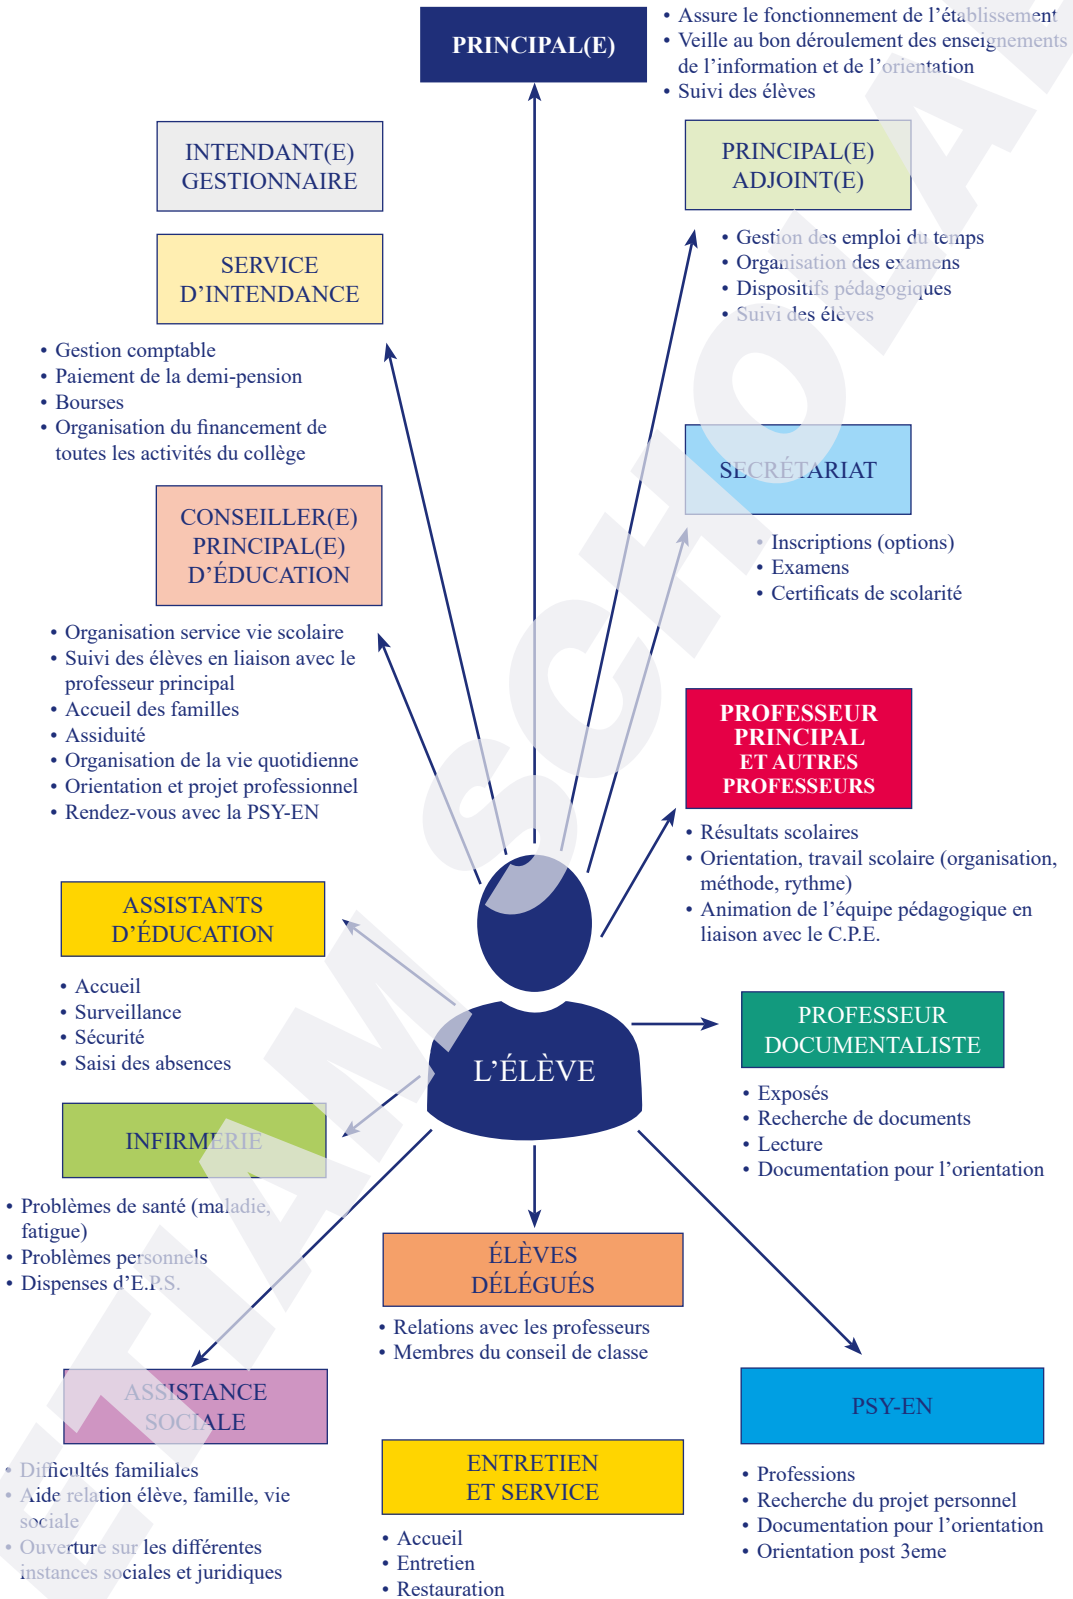 PRINCIPAL(E)
• Assure le fonctionnement de l’établissement
• Veille au bon déroulement des enseignements
de l’information et de l’orientation
• Suivi des élèves
INTENDANT(E)
GESTIONNAIRE
PRINCIPAL(E)
ADJOINT(E)
• Gestion des emploi du temps
• Organisation des examens
• Dispositifs pédagogiques
• Suivi des élèves
SERVICE
D’INTENDANCE
• Gestion comptable
• Paiement de la demi-pension
• Bourses
• Organisation du financement de
toutes les activités du collège
SECRÉTARIAT
• Inscriptions (options)
• Examens
• Certificats de scolarité
CONSEILLER(E)
PRINCIPAL(E)
D’ÉDUCATION
• Organisation service vie scolaire
• Suivi des élèves en liaison avec le
professeur principal
• Accueil des familles
• Assiduité
• Organisation de la vie quotidienne
• Orientation et projet professionnel
• Rendez-vous avec la PSY-EN
PROFESSEUR
PRINCIPAL
ET AUTRES
PROFESSEURS
• Résultats scolaires
• Orientation, travail scolaire (organisation,
méthode, rythme)
• Animation de l’équipe pédagogique en
liaison avec le C.P.E.
ASSISTANTS
D’ÉDUCATION
• Accueil
• Surveillance
• Sécurité
• Saisi des absences
L’ÉLÈVE
PROFESSEUR
DOCUMENTALISTE
• Exposés
• Recherche de documents
• Lecture
• Documentation pour l’orientation
INFIRMERIE
• Problèmes de santé (maladie,
fatigue)
• Problèmes personnels
• Dispenses d’E.P.S.
ÉLÈVES
DÉLÉGUÉS
• Relations avec les professeurs
• Membres du conseil de classe
ASSISTANCE
SOCIALE
• Difficultés familiales
• Aide relation élève, famille, vie
sociale
• Ouverture sur les différentes
instances sociales et juridiques
ENTRETIEN
ET SERVICE
• Accueil
• Entretien
• Restauration
PSY-EN
• Professions
• Recherche du projet personnel
• Documentation pour l’orientation
• Orientation post 3eme
ETIAM SCHOLA